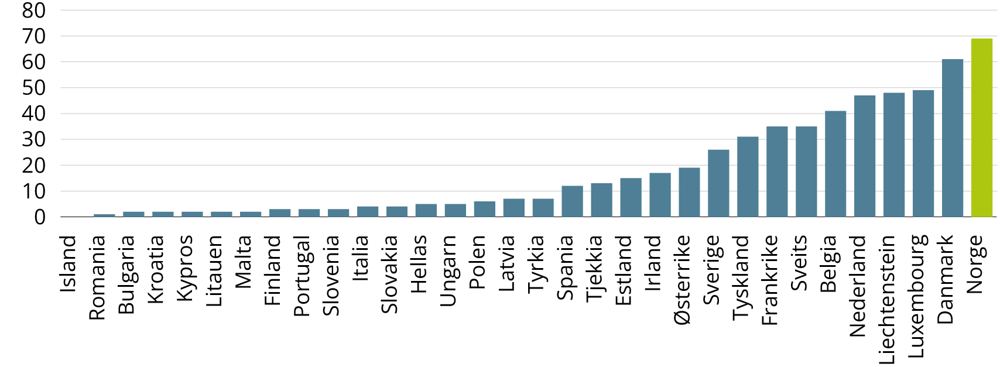 80
70
60
50
40
30
20
10
0
Island
Romania
Bulgaria
Kroatia
Kypros
Litauen
Malta
Finland
Portugal
Slovenia
Italia
Slovakia
Hellas
Ungarn
Polen
Latvia
Tyrkia
Spania
Tjekkia
Estland
Irland
Østerrike
Sverige
Tyskland
Frankrike
Sveits
Belgia
Nederland
Liechtenstein
Luxembourg
Danmark
Norge